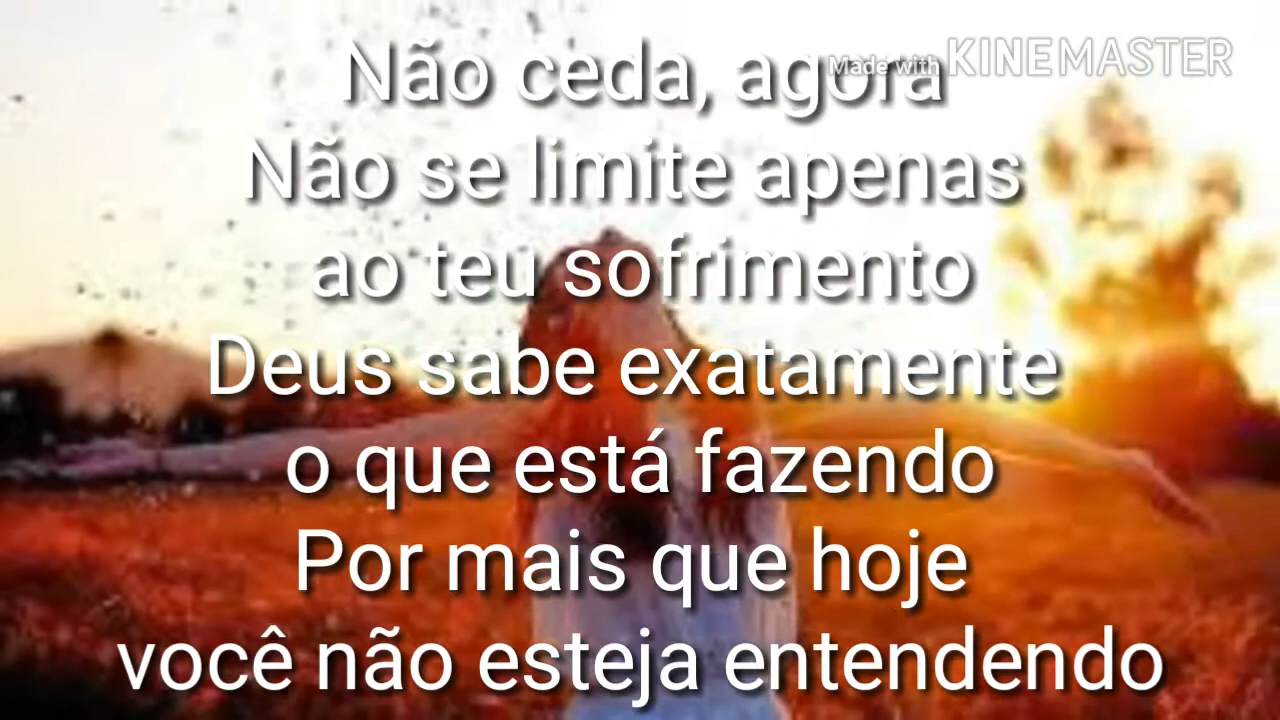 Made with KINEMASTER
Não ceda, agora
Não se limite apenas
ao teu sofrimento
Deus sabe exatamente
o que está fazendo
Por mais que hoje
você não esteja entendendo